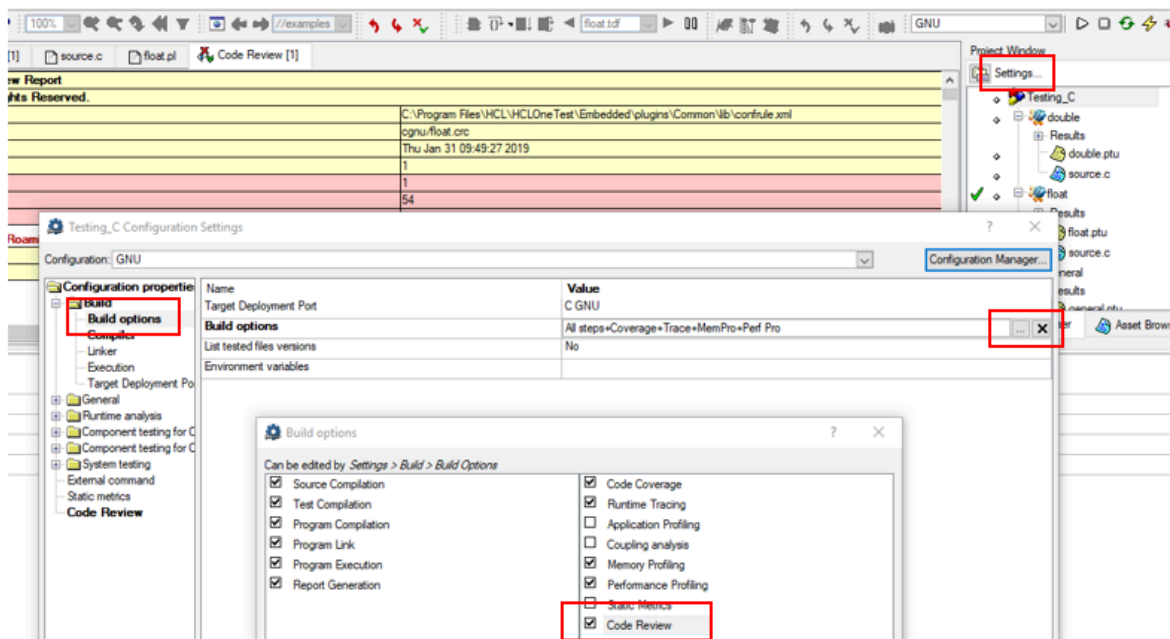 100% //examples float.tdf GNU
[1] source.c float.pl Code Review [1]
Project Window
ew Report
Settings...
ghts Reserved.
Testing_C
C:\Program Files\HCL\HCLOneTest\Embedded\plugins\Common\lib\confrule.xml
double
cgnu/float.crc
Results
Thu Jan 31 09:49:27 2019
double.ptu
1
source.c
1
float
54
Results
Testing_C Configuration Settings ? ×
float.ptu
Roami
source.c
Configuration: GNU Configuration Manager...
neral
esults
general.ptu
er Asset Brow
Configuration propertie
Build
Build options
Compiler
Linker
Execution
Target Deployment Po
General
Runtime analysis
Component testing for C
Component testing for C
System testing
External command
Static metrics
Code Review
Name Value
Target Deployment Port C GNU
Build options All steps+Coverage+Trace+MemPro+Perf Pro ...
List tested files versions No
Environment variables
Build options ? ×
Can be edited by Settings > Build > Build Options
Source Compilation
Test Compilation
Program Compilation
Program Link
Program Execution
Report Generation
Code Coverage
Runtime Tracing
Application Profiling
Coupling analysis
Memory Profiling
Performance Profiling
Static Metrics
Code Review